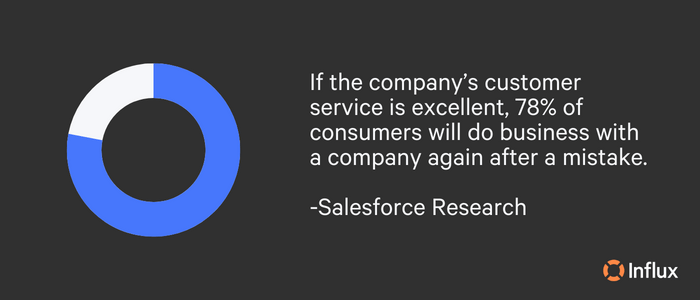 If the company’s customer
service is excellent, 78% of
consumers will do business with
a company again after a mistake.
-Salesforce Research
Influx